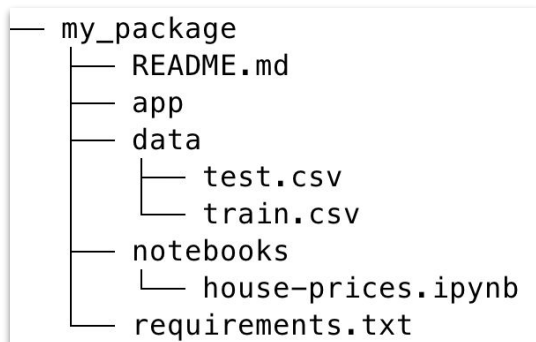 my_package
README.md
app
data
test.csv
train.csv
notebooks
house-prices.ipynb
requirements.txt